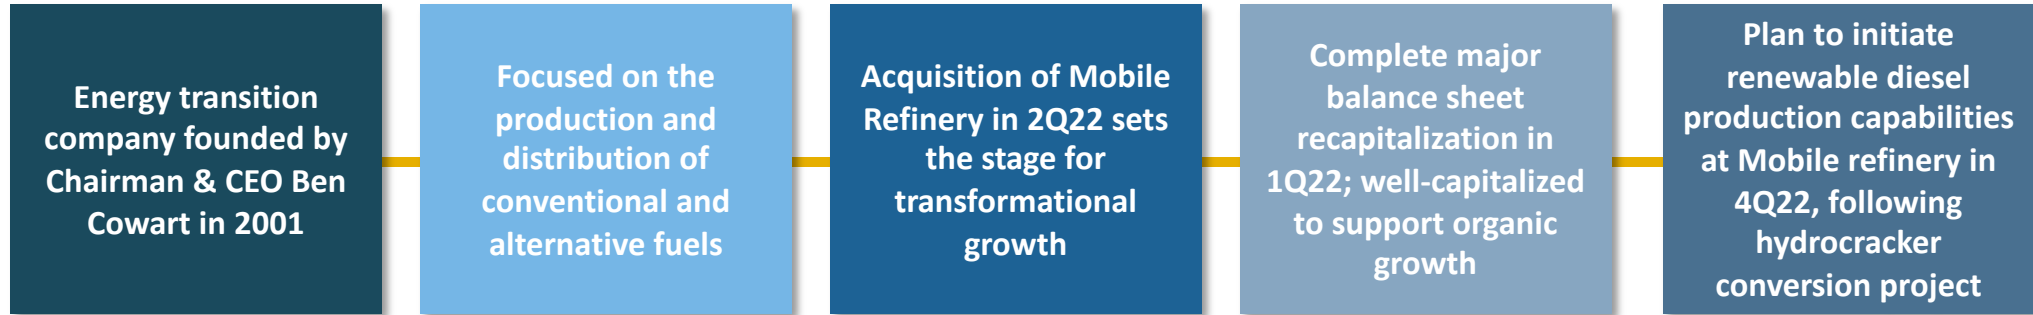 Energy transition
company founded by
Chairman & CEO Ben
Cowart in 2001
Focused on the
production and
distribution of
conventional and
alternative fuels
Acquisition of Mobile
Refinery in 2Q22 sets
the stage for
transformational
growth
Complete major
balance sheet
recapitalization in
1Q22; well-capitalized
to support organic
growth
Plan to initiate
renewable diesel
production capabilities
at Mobile refinery in
4Q22, following
hydrocracker
conversion project